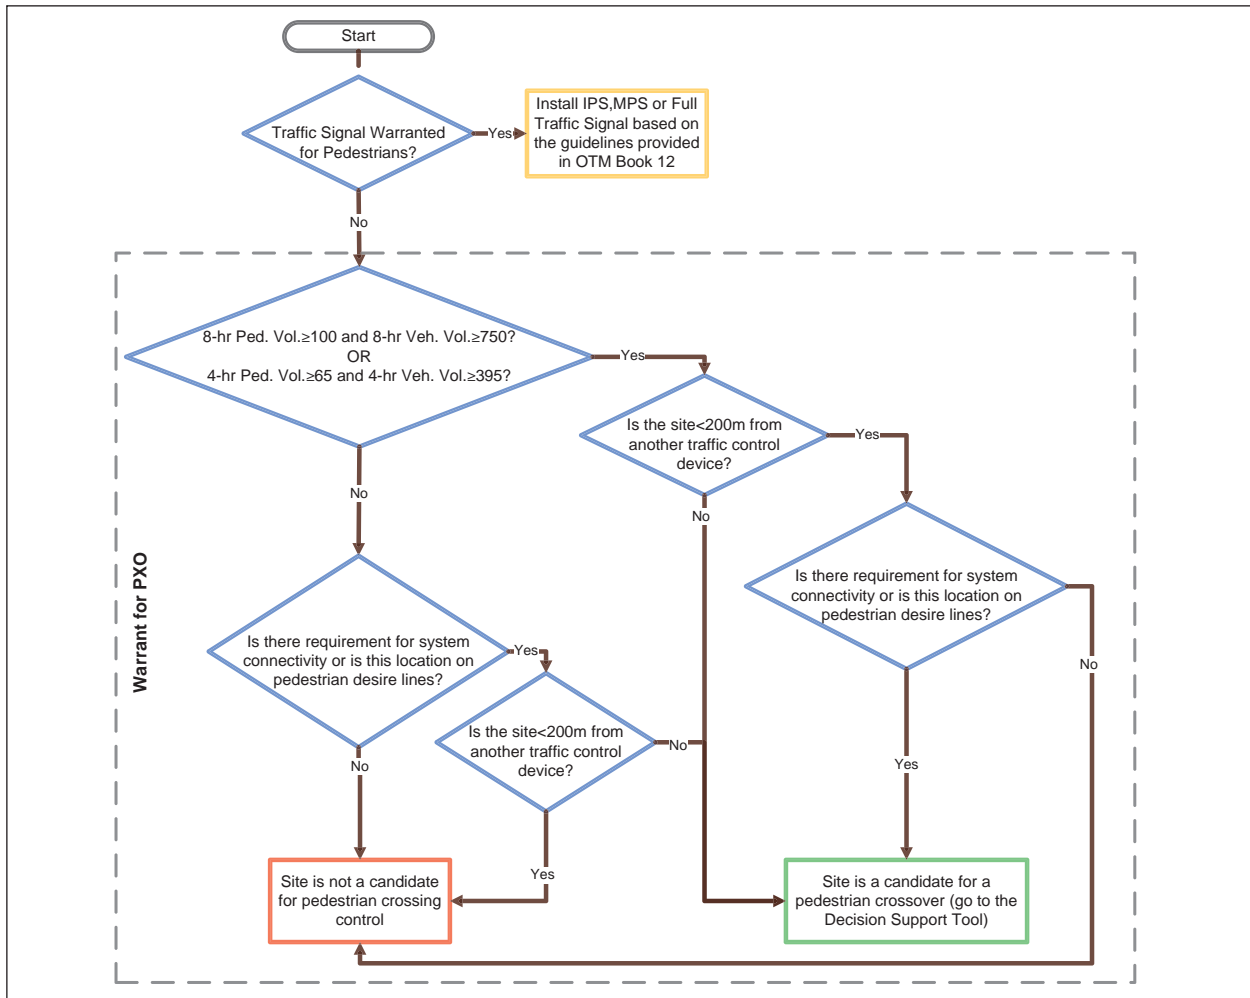 Start
Traffic Signal Warranted
for Pedestrians?
Yes
Install IPS,MPS or Full
Traffic Signal based on
the guidelines provided
in OTM Book 12
No
Warrant for PXO
8-hr Ped. Vol.≥100 and 8-hr Veh. Vol.≥750?
OR
4-hr Ped. Vol.≥65 and 4-hr Veh. Vol.≥395?
Yes
Is the site<200m from
another traffic control
device?
Yes
No
No
Is there requirement for system
connectivity or is this location on
pedestrian desire lines?
No
Yes
Is there requirement for system
connectivity or is this location on
pedestrian desire lines?
Yes
Is the site<200m from
another traffic control
device?
No
No
Yes
Site is not a candidate
for pedestrian crossing
control
Site is a candidate for a
pedestrian crossover (go to the
Decision Support Tool)